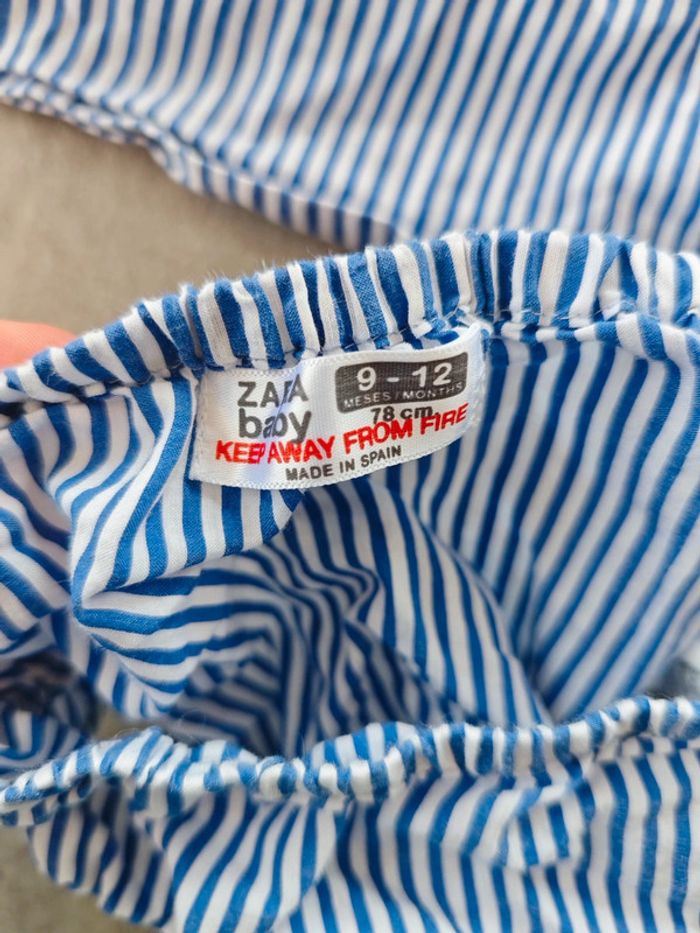 ZARA
baby
9 - 12
MESES/MONTHS
78 cm
KEEP AWAY FROM FIRE
MADE IN SPAIN